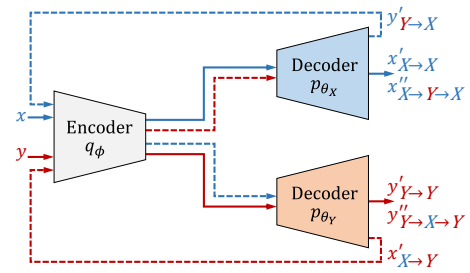 y′Y→X
Decoder
pθX
x′X→X
x″X→Y→X
x
Encoder
qϕ
y
Decoder
pθY
y′Y→Y
y″Y→X→Y
x′X→Y